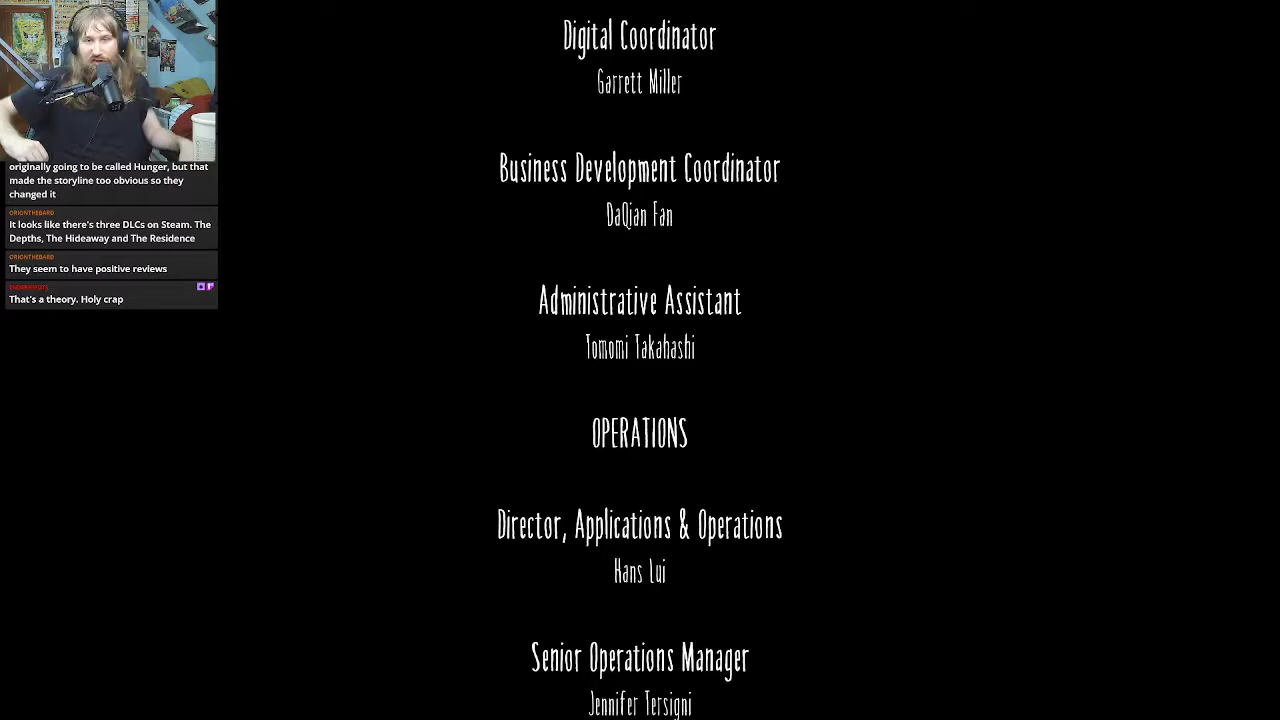 originally going to be called Hunger, but that
made the storyline too obvious so they
changed it
ORIONTHEBARD
It looks like there's three DLCs on Steam. The
Depths, The Hideaway and The Residence
ORIONTHEBARD
They seem to have positive reviews
That's a theory. Holy crap
Digital Coordinator
Garrett Miller
Business Development Coordinator
DaQian Fan
Administrative Assistant
Tomomi Takahashi
OPERATIONS
Director, Applications & Operations
Hans Lui
Senior Operations Manager
Jennifer Tersigni